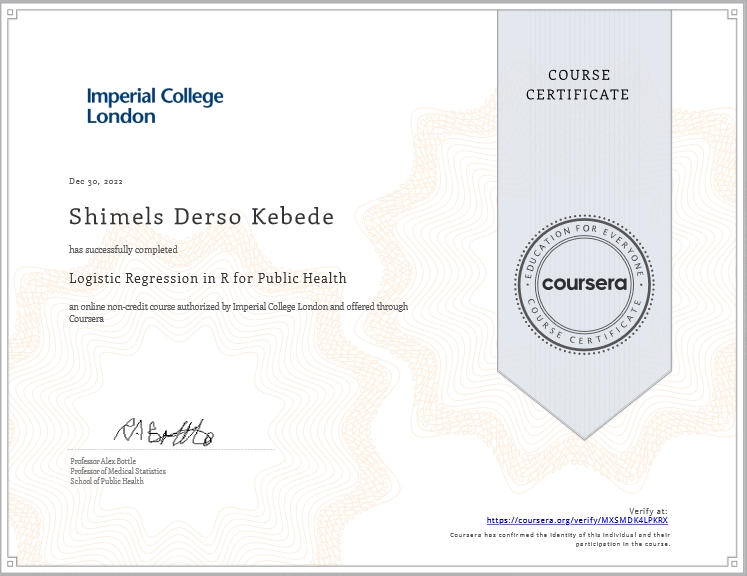 COURSE
CERTIFICATE
Imperial College
London
Dec 30, 2022
Shimels Derso Kebede
has successfully completed
Logistic Regression in R for Public Health
an online non-credit course authorized by Imperial College London and offered through
Coursera
EDUCATION FOR EVERYONE
coursera
COURSE CERTIFICATE
Professor Alex Bottle
Professor of Medical Statistics
School of Public Health
Verify at:
https://coursera.org/verify/MXSMDK4LPKRX
Coursera has confirmed the identity of this individual and their
participation in the course.